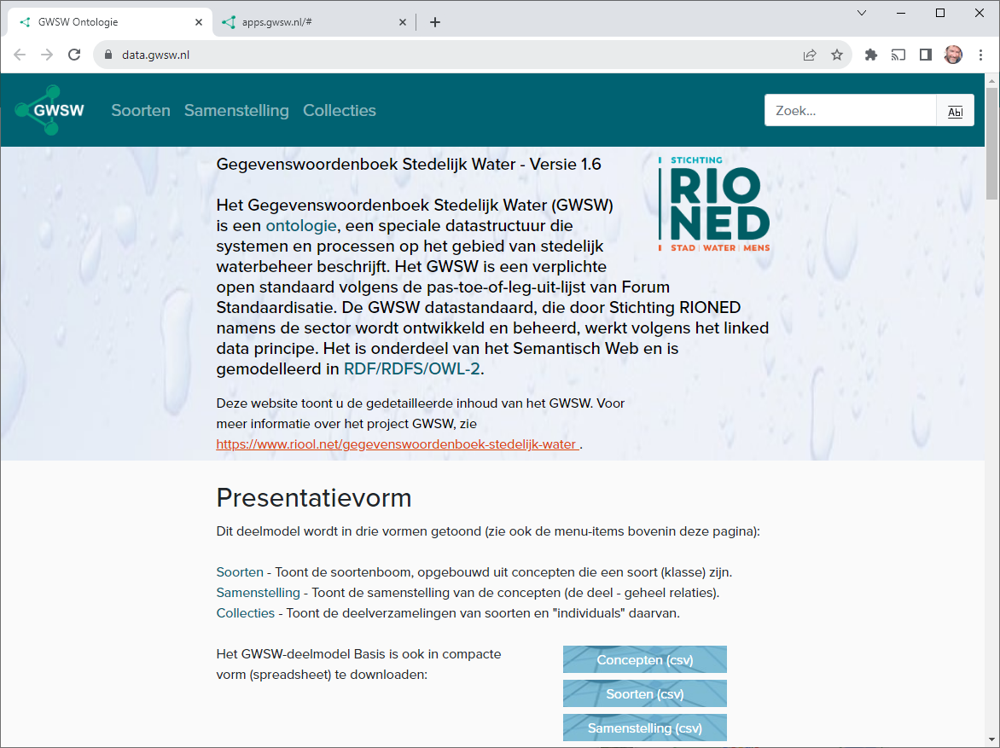 GWSW Ontologie
apps.gwsw.nl/#
data.gwsw.nl
GWSW
Soorten Samenstelling Collecties
Zoek...
Ab|
Gegevenswoordenboek Stedelijk Water - Versie 1.6
STICHTING
RIO
NED
STAD | WATER | MENS
Het Gegevenswoordenboek Stedelijk Water (GWSW)
is een ontologie, een speciale datastructuur die
systemen en processen op het gebied van stedelijk
waterbeheer beschrijft. Het GWSW is een verplichte
open standaard volgens de pas-toe-of-leg-uit-lijst van Forum
Standaardisatie. De GWSW datastandaard, die door Stichting RIONED
namens de sector wordt ontwikkeld en beheerd, werkt volgens het linked
data principe. Het is onderdeel van het Semantisch Web en is
gemodelleerd in RDF/RDFS/OWL-2.
Deze website toont u de gedetailleerde inhoud van het GWSW. Voor
meer informatie over het project GWSW, zie
https://www.riool.net/gegevenswoordenboek-stedelijk-water .
Presentatievorm
Dit deelmodel wordt in drie vormen getoond (zie ook de menu-items bovenin deze pagina):
Soorten - Toont de soortenboom, opgebouwd uit concepten die een soort (klasse) zijn.
Samenstelling - Toont de samenstelling van de concepten (de deel - geheel relaties).
Collecties - Toont de deelverzamelingen van soorten en "individuals" daarvan.
Het GWSW-deelmodel Basis is ook in compacte
vorm (spreadsheet) te downloaden:
Concepten (csv)
Soorten (csv)
Samenstelling (csv)